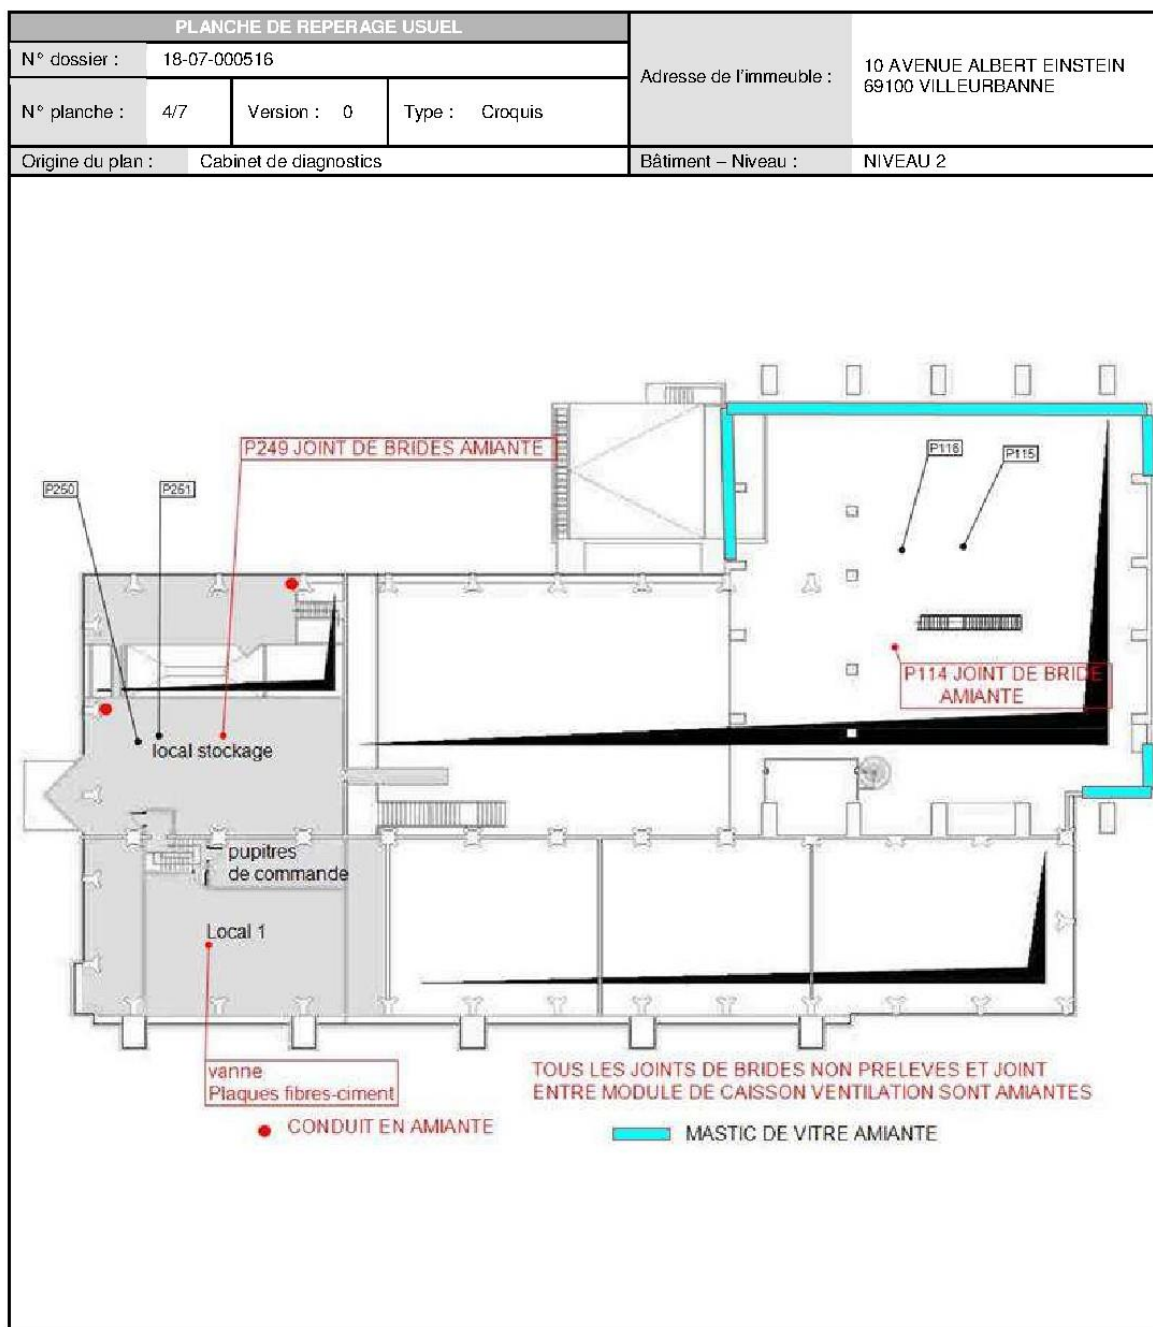 PLANCHE DE REPERAGE USUEL
N° dossier : 18-07-000516
Adresse de l'immeuble : 10 AVENUE ALBERT EINSTEIN
69100 VILLEURBANNE
N° planche : 4/7 Version : 0 Type : Croquis
Origine du plan : Cabinet de diagnostics
Bâtiment – Niveau : NIVEAU 2
P249 JOINT DE BRIDES AMIANTE
P116
P115
P250
P251
P114 JOINT DE BRIDE
AMIANTE
local stockage
pupitres
de commande
Local 1
vanne
Plaques fibres-ciment
TOUS LES JOINTS DE BRIDES NON PRELEVES ET JOINT
ENTRE MODULE DE CAISSON VENTILATION SONT AMIANTES
CONDUIT EN AMIANTE
MASTIC DE VITRE AMIANTE